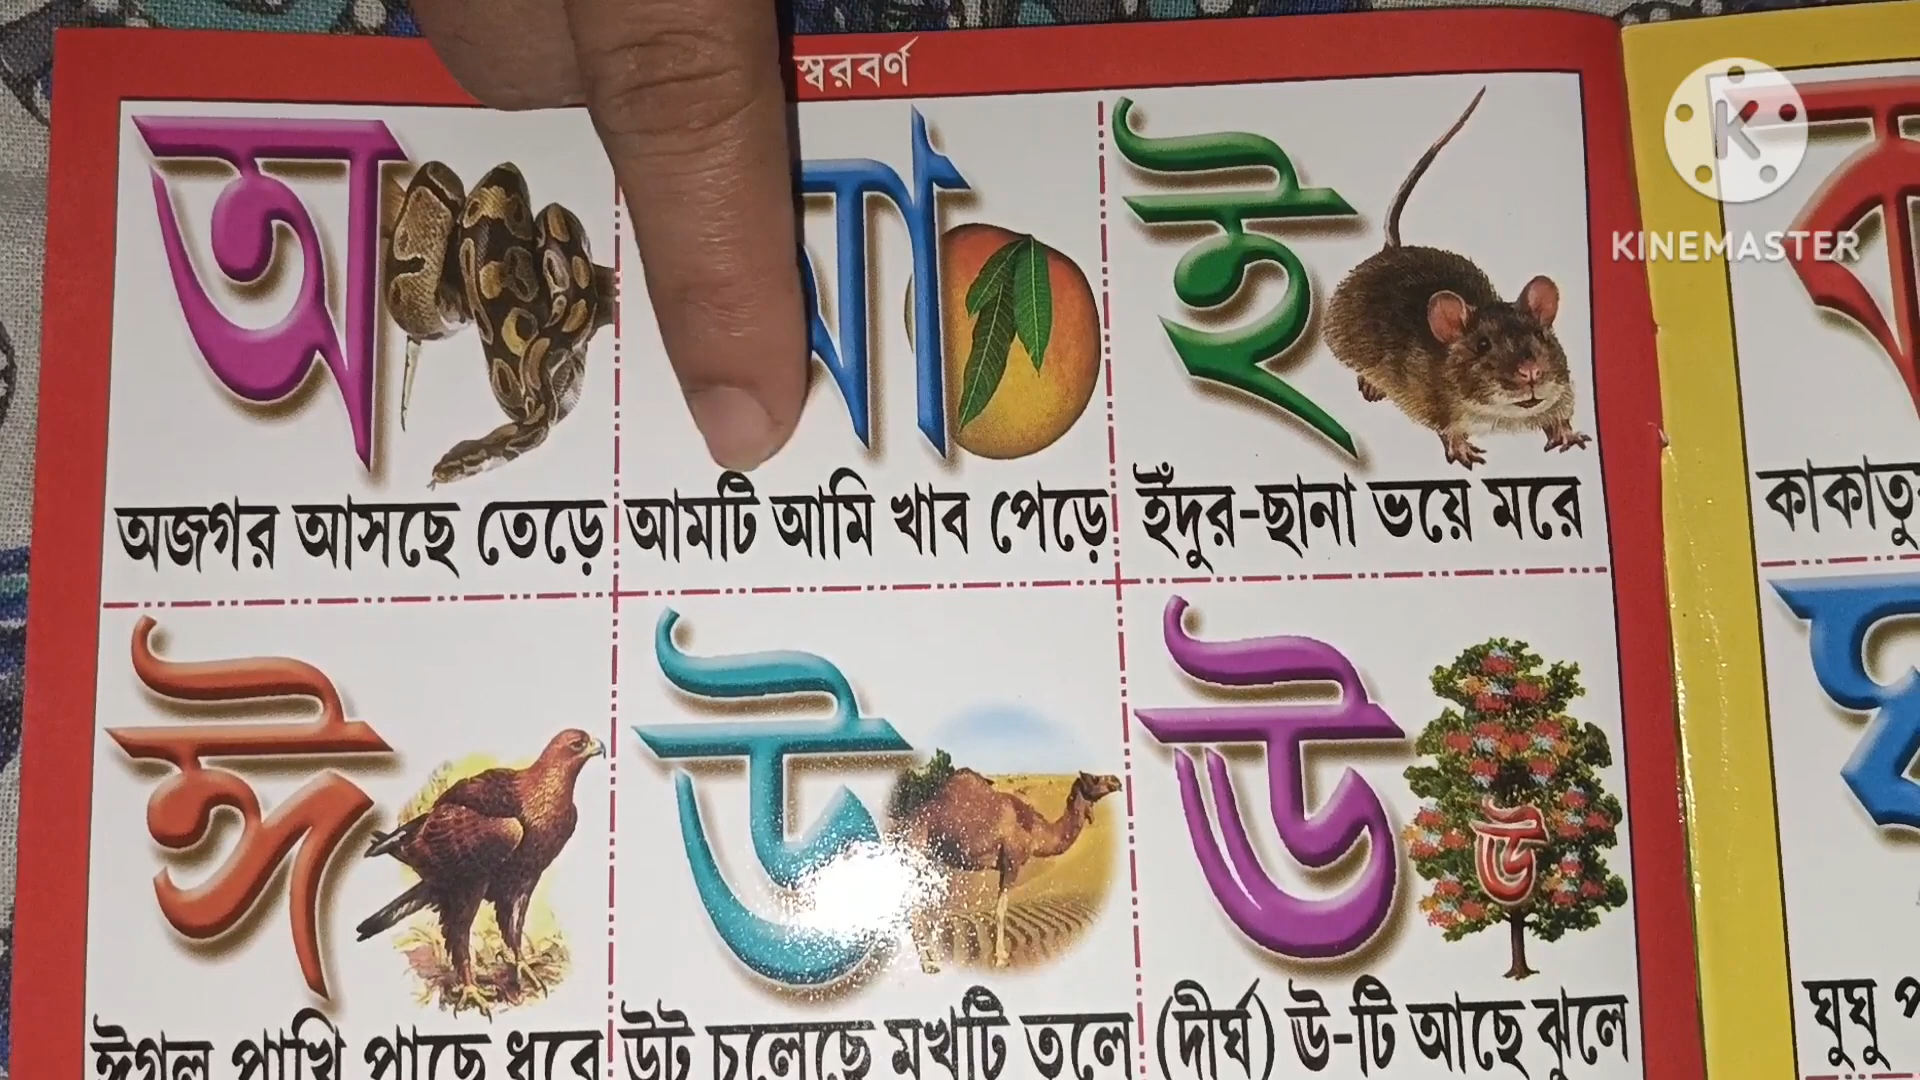 স্বরবর্ণ
অ
ই
অজগর আসছে তেড়ে
আমটি আমি খাব পেড়ে
ইঁদুর-ছানা ভয়ে মরে
ঈ
উ
ঊ
ঊ
ঈগল পাখি পাছে ধরে
উট চলেছে মুখটি তুলে
(দীর্ঘ) ঊ-টি আছে ঝুলে
KINEMASTER
K
ঘুঘু